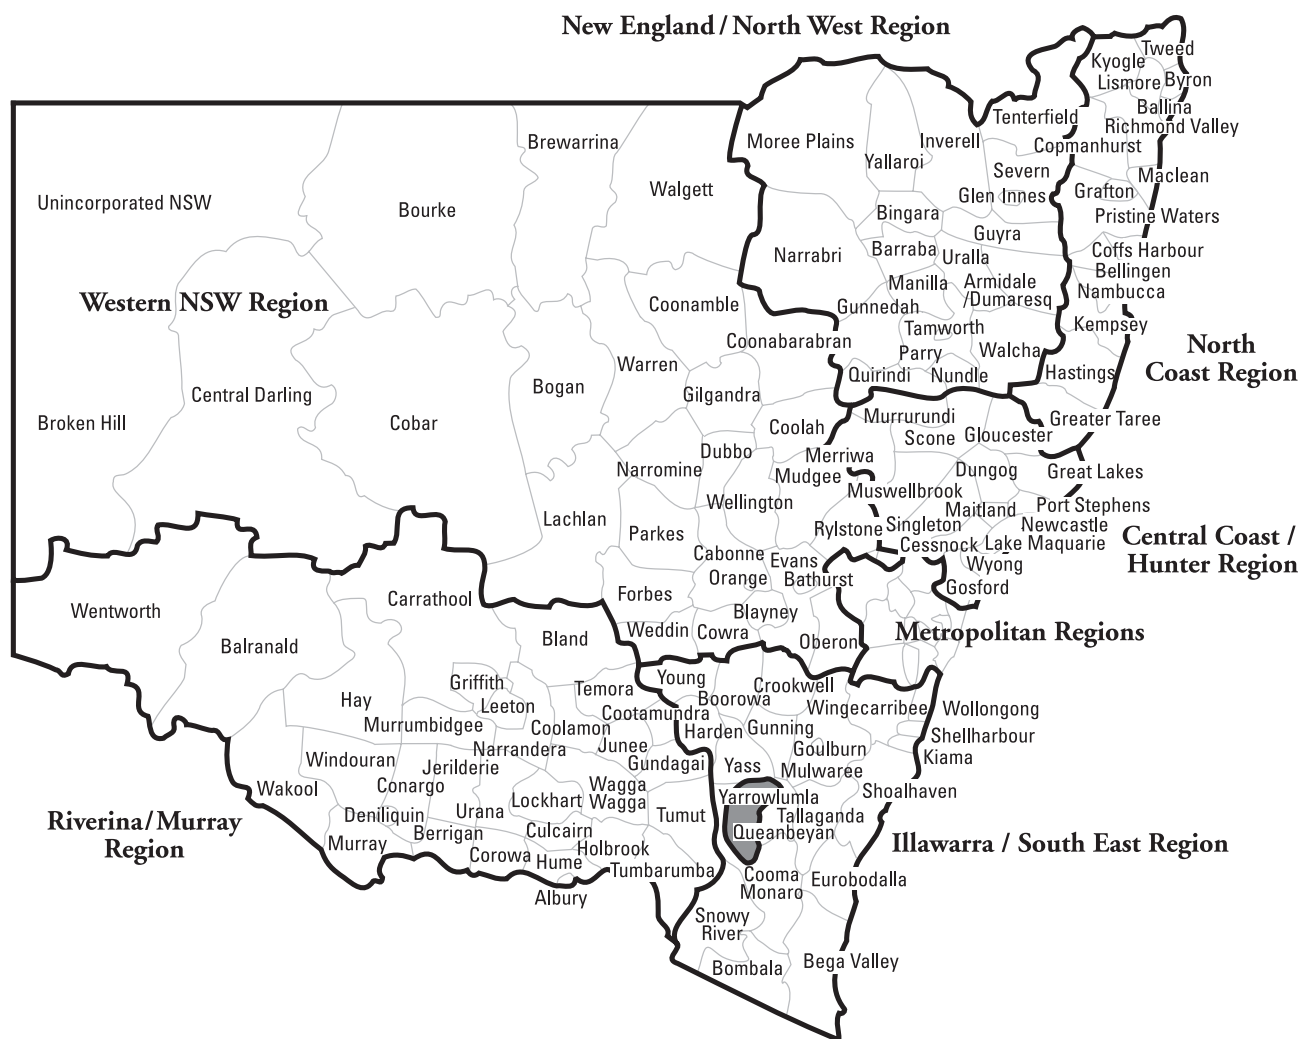 New England / North West Region
Tweed
Kyogle
Lismore
Byron
Ballina
Tenterfield
Richmond Valley
Brewarrina
Moree Plains
Inverell
Copmanhurst
Yallaroi
Severn
Maclean
Walgett
Grafton
Unincorporated NSW
Glen Innes
Bourke
Bingara
Pristine Waters
Guyra
Narrabri
Barraba
Uralla
Coffs Harbour
Bellingen
Manilla
Armidale
/Dumaresq
Nambucca
Western NSW Region
Coonamble
Gunnedah
Kempsey
Tamworth
Coonabarabran
North
Coast Region
Parry
Walcha
Warren
Quirindi
Nundle
Hastings
Bogan
Gilgandra
Central Darling
Broken Hill
Cobar
Coolah
Murrurundi
Greater Taree
Scone
Gloucester
Dubbo
Merriwa
Narromine
Mudgee
Dungog
Great Lakes
Wellington
Muswellbrook
Maitland
Port Stephens
Lachlan
Parkes
Rylstone
Singleton
Newcastle
Cessnock
Lake Maquarie
Central Coast /
Hunter Region
Cabonne
Evans
Wyong
Orange
Bathurst
Gosford
Carrathool
Forbes
Wentworth
Blayney
Weddin
Cowra
Oberon
Metropolitan Regions
Bland
Balranald
Young
Griffith
Temora
Crookwell
Hay
Leeton
Boorowa
Wingecarribee
Wollongong
Cootamundra
Murrumbidgee
Coolamon
Harden
Gunning
Shellharbour
Narrandera
Junee
Goulburn
Kiama
Windouran
Jerilderie
Gundagai
Yass
Mulwaree
Wakool
Conargo
Wagga
Wagga
Yarrowlumla
Shoalhaven
Lockhart
Deniliquin
Urana
Tumut
Tallaganda
Riverina/Murray
Region
Berrigan
Culcairn
Queanbeyan
Murray
Holbrook
Illawarra / South East Region
Corowa
Hume
Tumbarumba
Cooma
Monaro
Eurobodalla
Albury
Snowy
River
Bombala
Bega Valley